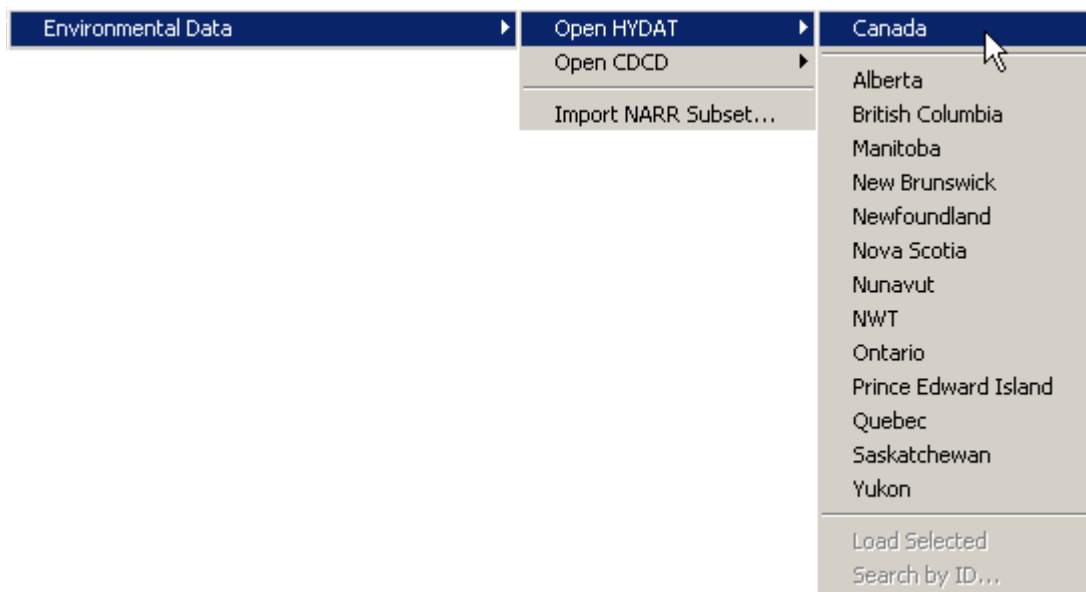 Environmental Data
Open HYDAT
Open CDCD
Import NARR Subset...
Canada
Alberta
British Columbia
Manitoba
New Brunswick
Newfoundland
Nova Scotia
Nunavut
NWT
Ontario
Prince Edward Island
Quebec
Saskatchewan
Yukon
Load Selected
Search by ID...